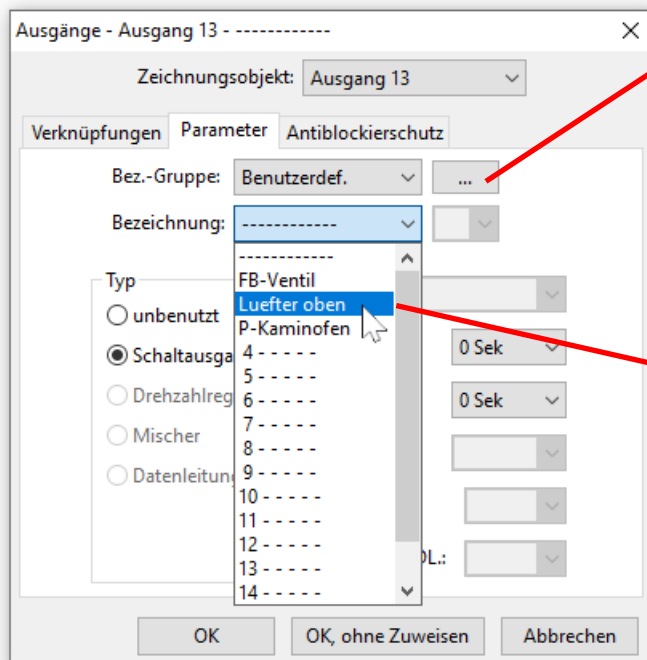 Ausgänge - Ausgang 13 - ------------
Zeichnungsobjekt: Ausgang 13
Verknüpfungen Parameter Antiblockierschutz
Bez.-Gruppe: Benutzerdef. ...
Bezeichnung: ------------
------------
Typ
FB-Ventil
unbenutzt
Luefter oben
P-Kaminofen
Schaltausga
4 - - - - -
0 Sek
5 - - - - -
Drehzahlreg
6 - - - - -
0 Sek
7 - - - - -
Mischer
8 - - - - -
9 - - - - -
Datenleitung
10 - - - - -
11 - - - - -
12 - - - - -
13 - - - - -
14 - - - - -
OK OK, ohne Zuweisen Abbrechen